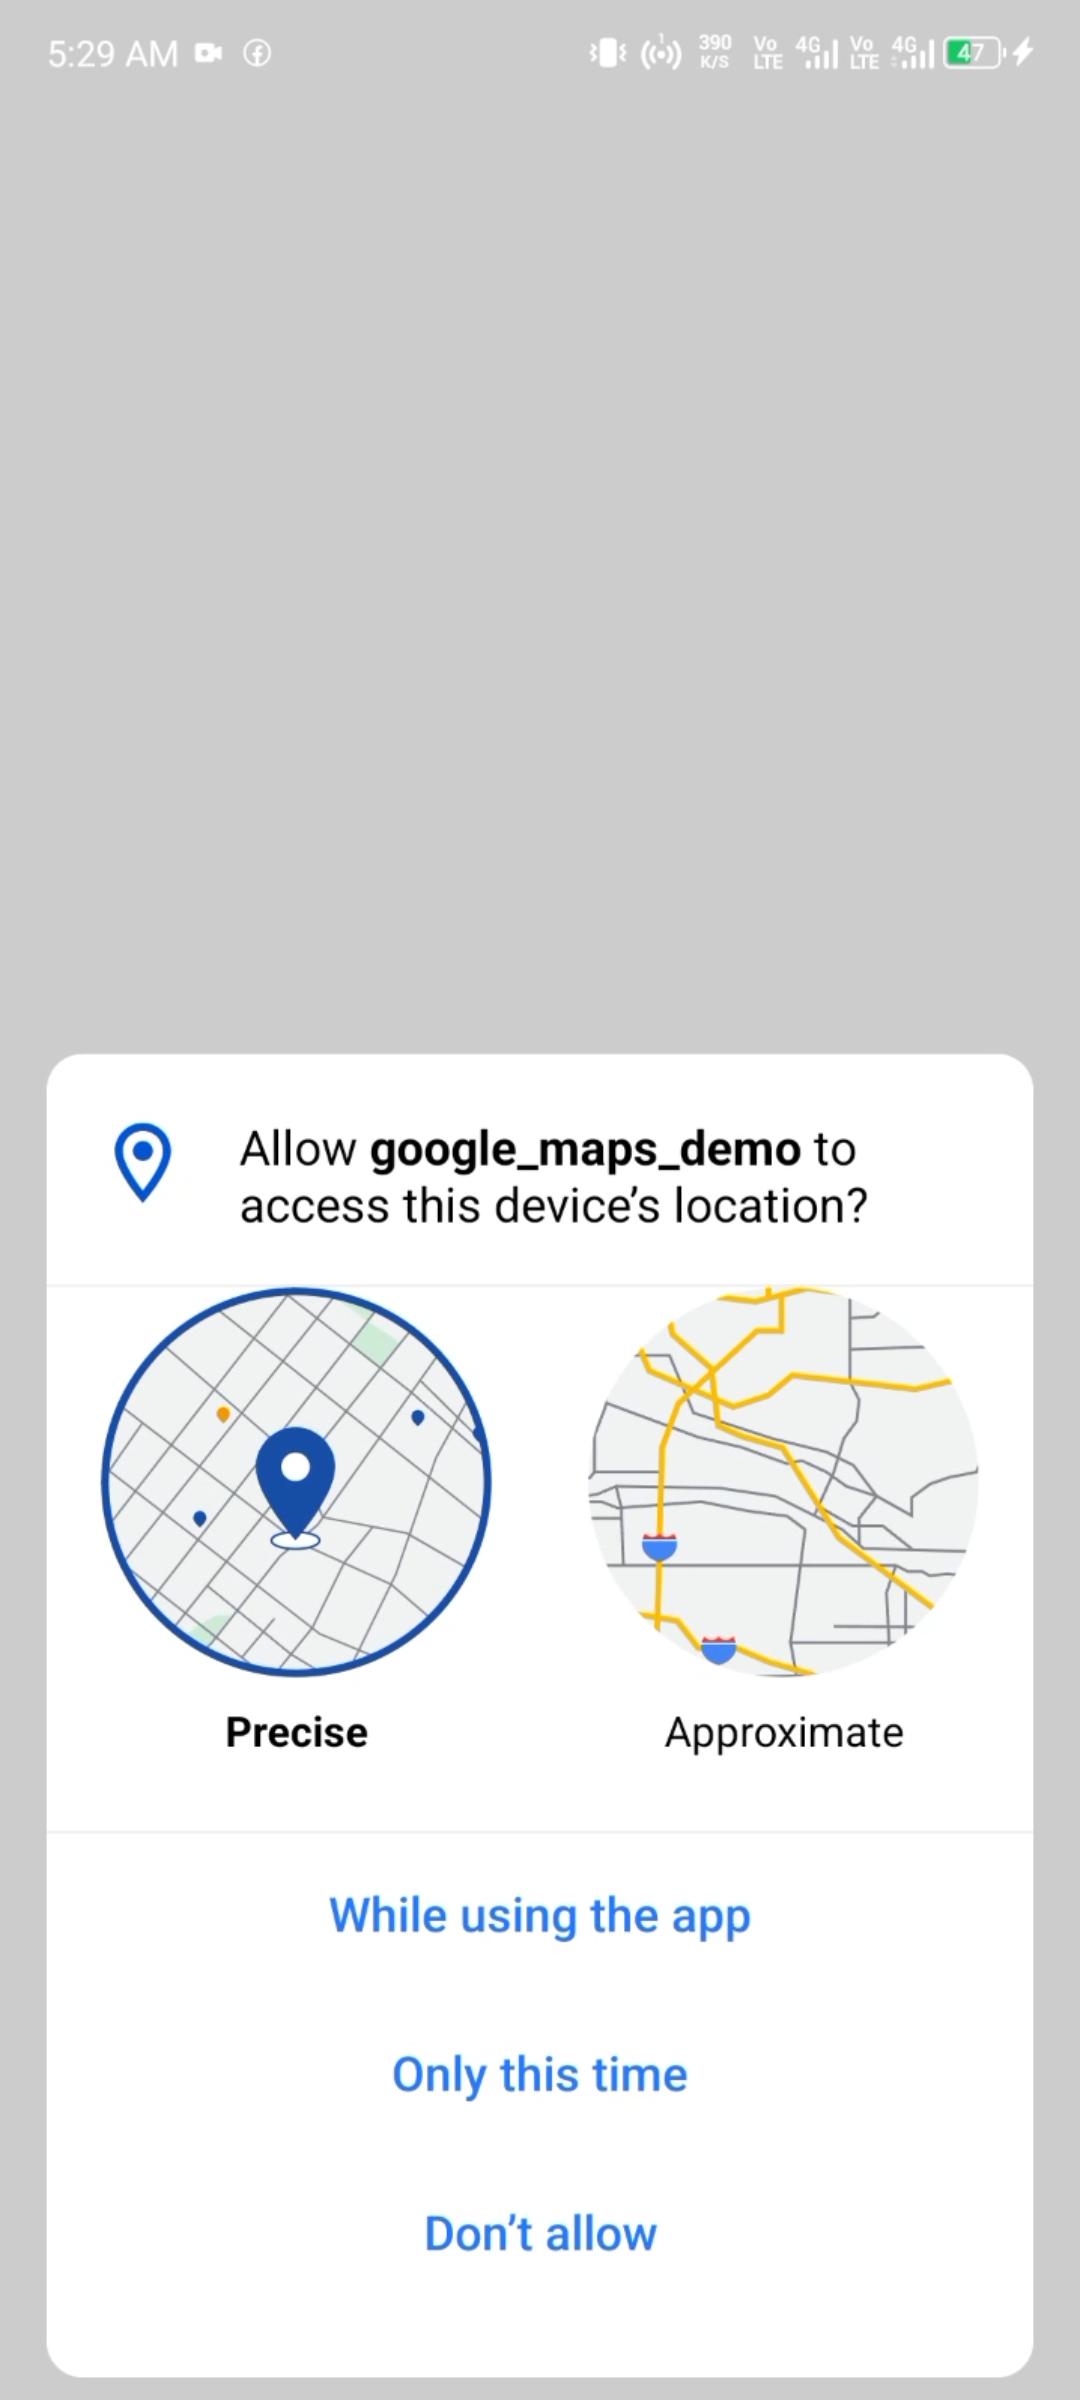 5:29 AM 1 390 K/S Vo LTE 4G Vo LTE 4G 47
Allow google_maps_demo to
access this device’s location?
Precise Approximate
While using the app
Only this time
Don’t allow